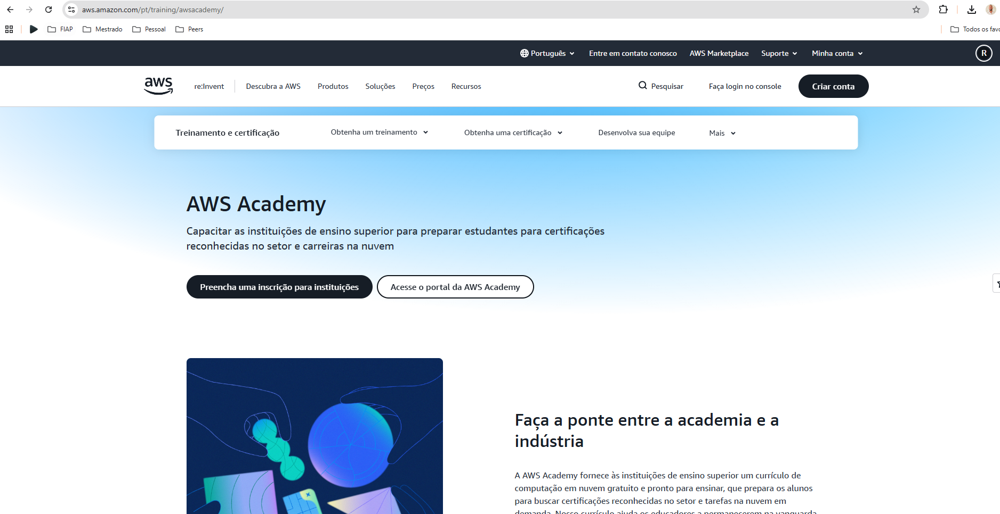 aws.amazon.com/pt/training/awsacademy/
FIAP Mestrado Pessoal Peers Todos os favo
Português Entre em contato conosco AWS Marketplace Suporte Minha conta R
aws re:Invent Descubra a AWS Produtos Soluções Preços Recursos Pesquisar Faça login no console Criar conta
Treinamento e certificação Obtenha um treinamento Obtenha uma certificação Desenvolva sua equipe Mais
AWS Academy
Capacitar as instituições de ensino superior para preparar estudantes para certificações
reconhecidas no setor e carreiras na nuvem
Preencha uma inscrição para instituições Acesse o portal da AWS Academy
Faça a ponte entre a academia e a
indústria
A AWS Academy fornece às instituições de ensino superior um currículo de
computação em nuvem gratuito e pronto para ensinar, que prepara os alunos
para buscar certificações reconhecidas no setor e tarefas na nuvem em
demanda. Nosso currículo ajuda os educadores a permanecerem na vanguarda